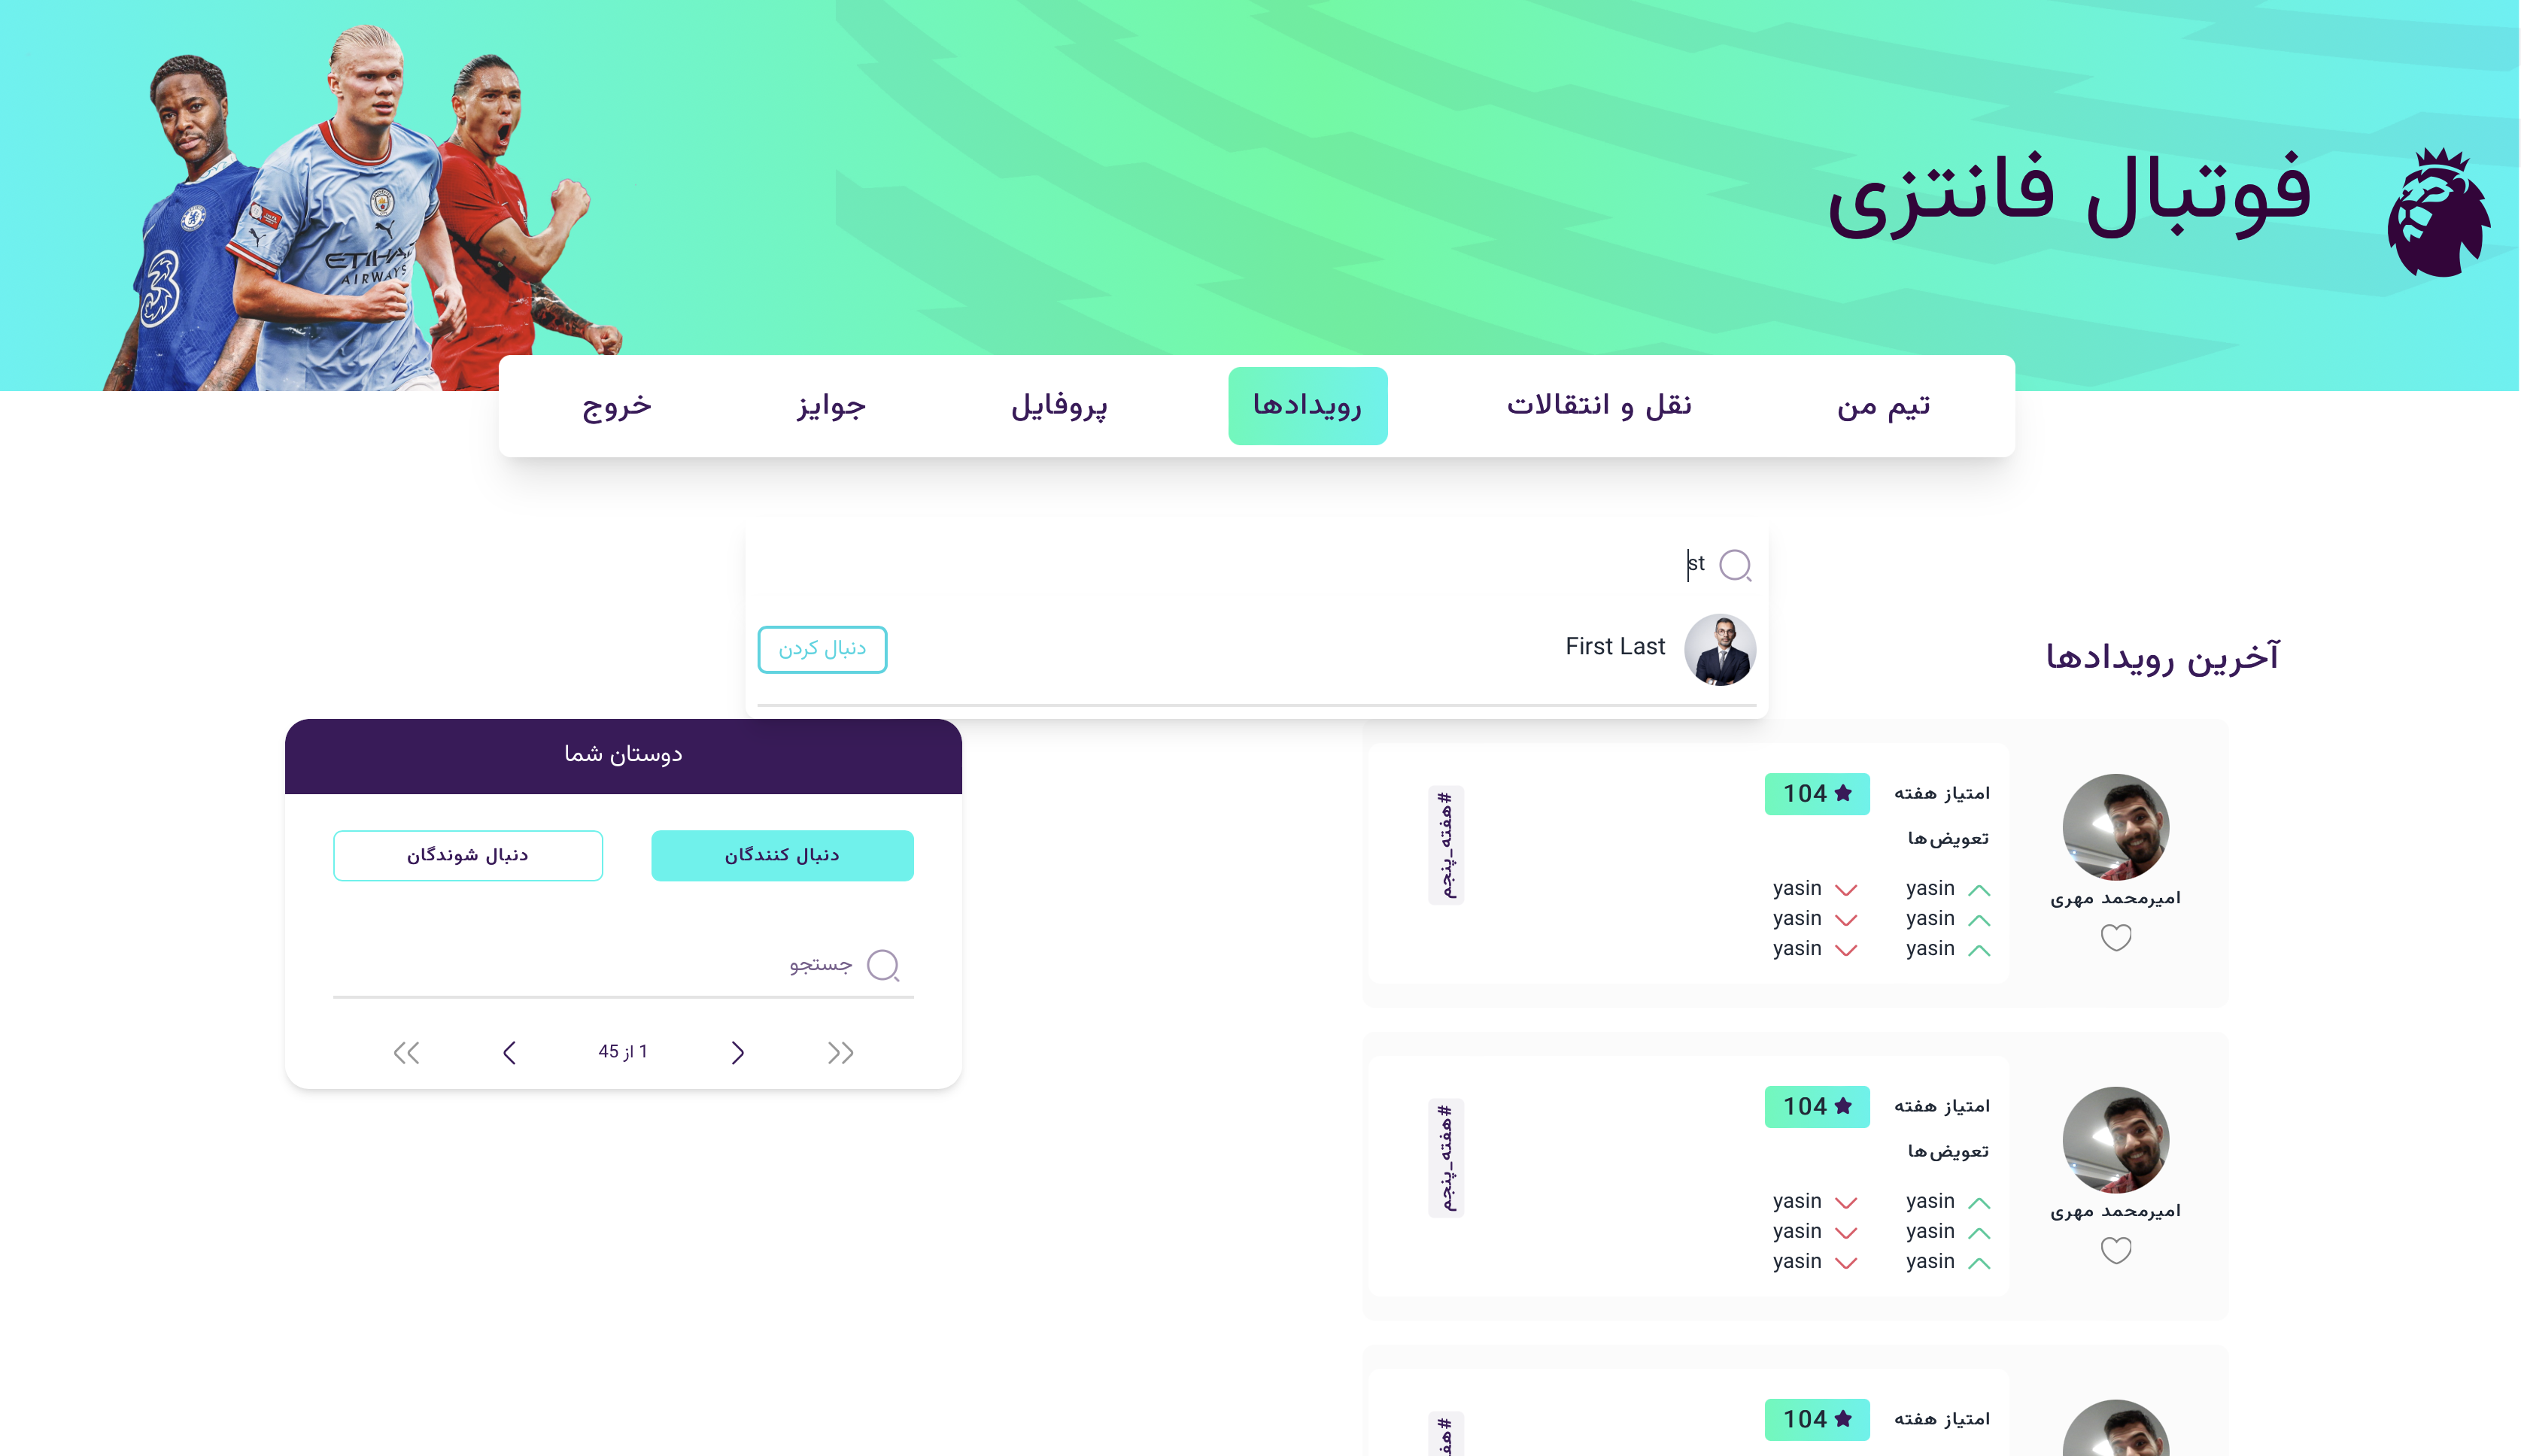 فوتبال فانتزی
ETIHA
AIRWAYS
3
تیم من
نقل و انتقالات
رویدادها
پروفایل
جوایز
خروج
st
First Last
دنبال کردن
آخرین رویدادها
امتیاز هفته
104
تعویض‌ها
yasin yasin
yasin yasin
yasin yasin
#هفته_پنجم
امیرمحمد مهری
امتیاز هفته
104
تعویض‌ها
yasin yasin
yasin yasin
yasin yasin
#هفته_پنجم
امیرمحمد مهری
امتیاز هفته
104
#هف
دوستان شما
دنبال کنندگان
دنبال شوندگان
جستجو
1 از 45